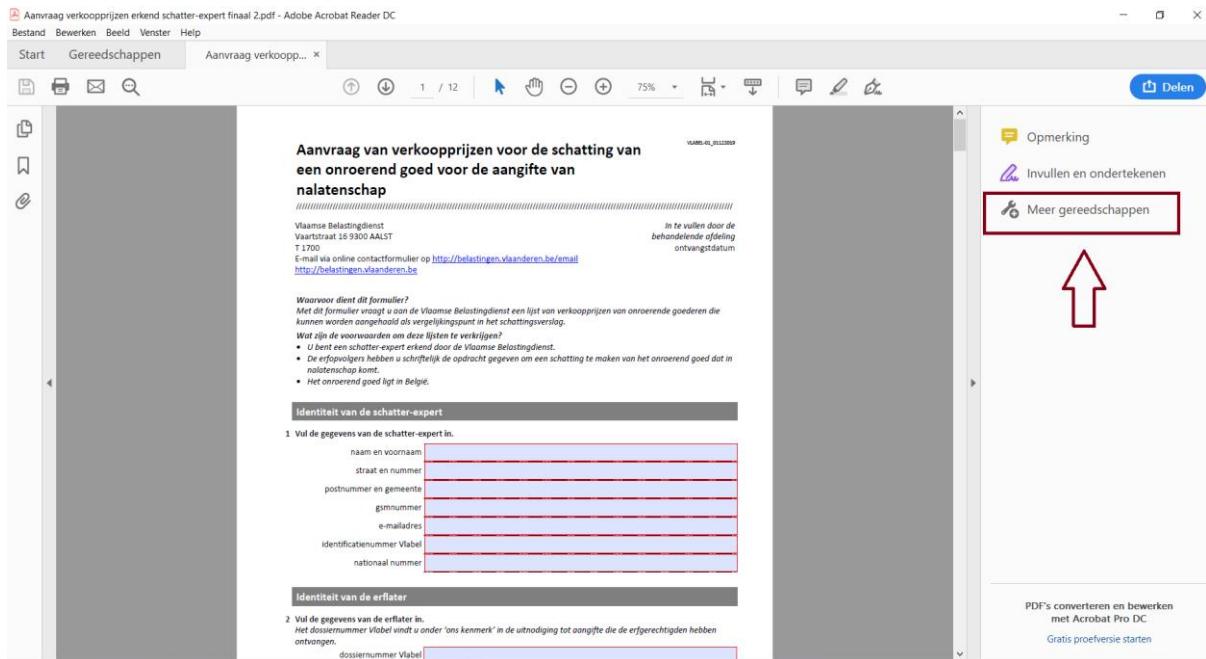 Aanvraag verkoopprijzen erkend schatter-expert finaal 2.pdf - Adobe Acrobat Reader DC
Bestand Bewerken Beeld Venster Help
Start Gereedschappen Aanvraag verkoopp... ×
1 / 12 75% Delen
Opmerking
Invullen en ondertekenen
Meer gereedschappen
VLABEL-01_01122019
Aanvraag van verkoopprijzen voor de schatting van
een onroerend goed voor de aangifte van
nalatenschap
Vlaamse Belastingdienst
Vaartstraat 16 9300 AALST
T 1700
E-mail via online contactformulier op http://belastingen.vlaanderen.be/email
http://belastingen.vlaanderen.be
In te vullen door de
behandelende afdeling
ontvangstdatum
Waarvoor dient dit formulier?
Met dit formulier vraagt u aan de Vlaamse Belastingdienst een lijst van verkoopprijzen van onroerende goederen die
kunnen worden aangehaald als vergelijkingspunt in het schattingsverslag.
Wat zijn de voorwaarden om deze lijsten te verkrijgen?
• U bent een schatter-expert erkend door de Vlaamse Belastingdienst.
• De erfopvolgers hebben u schriftelijk de opdracht gegeven om een schatting te maken van het onroerend goed dat in
nalatenschap komt.
• Het onroerend goed ligt in België.
Identiteit van de schatter-expert
1 Vul de gegevens van de schatter-expert in.
naam en voornaam
straat en nummer
postnummer en gemeente
gsmnummer
e-mailadres
identificatienummer Vlabel
nationaal nummer
Identiteit van de erflater
2 Vul de gegevens van de erflater in.
Het dossiernummer Vlabel vindt u onder 'ons kenmerk' in de uitnodiging tot aangifte die de erfgerechtigden hebben
ontvangen.
dossiernummer Vlabel
PDF's converteren en bewerken
met Acrobat Pro DC
Gratis proefversie starten